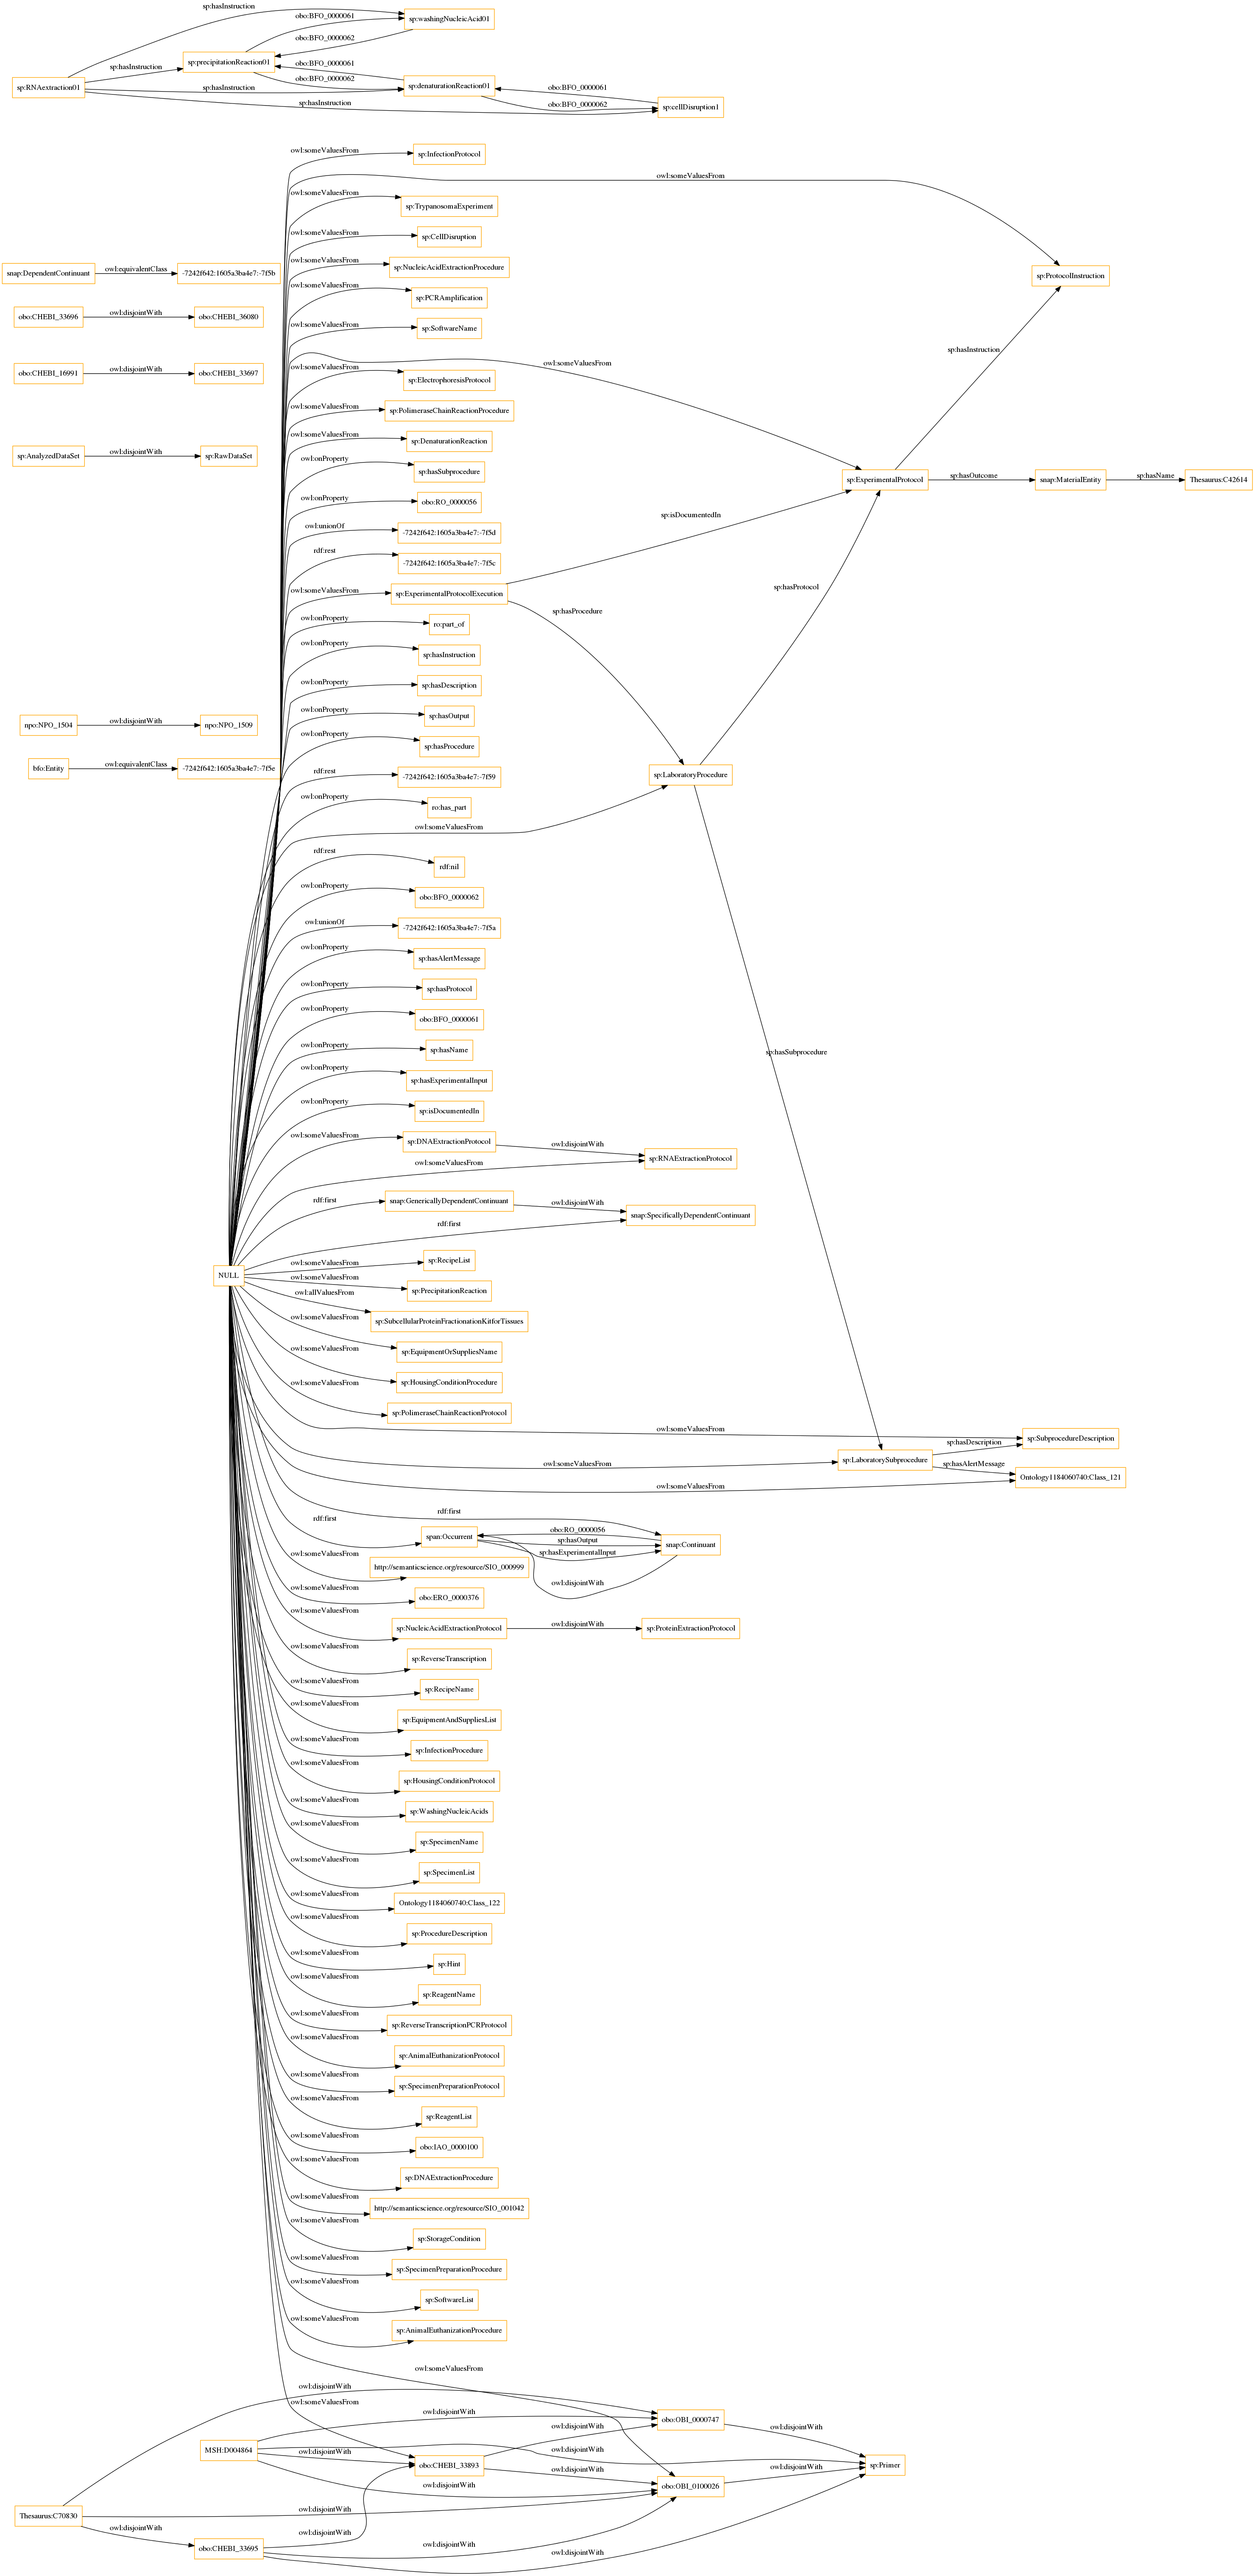 sp:hasInstruction
obo:BFO_0000061
sp:washingNucleicAcid01
obo:BFO_0000062
sp:precipitationReaction01
sp:hasInstruction
obo:BFO_0000061
obo:BFO_0000062
sp:RNAextraction01
sp:hasInstruction
sp:denaturationReaction01
obo:BFO_0000061
sp:hasInstruction
obo:BFO_0000062
sp:cellDisruption1
owl:someValuesFrom
sp:InfectionProtocol
owl:someValuesFrom
owl:someValuesFrom
sp:TrypanosomaExperiment
owl:someValuesFrom
sp:CellDisruption
owl:someValuesFrom
sp:NucleicAcidExtractionProcedure
snap:DependentContinuant
owl:equivalentClass
-7242f642:1605a3ba4e7:-7f5b
sp:ProtocolInstruction
owl:someValuesFrom
sp:PCRAmplification
obo:CHEBI_33696
owl:disjointWith
obo:CHEBI_36080
owl:someValuesFrom
sp:SoftwareName
sp:hasInstruction
owl:someValuesFrom
obo:CHEBI_16991
owl:disjointWith
obo:CHEBI_33697
owl:someValuesFrom
sp:ElectrophoresisProtocol
owl:someValuesFrom
sp:PolimeraseChainReactionProcedure
owl:someValuesFrom
sp:DenaturationReaction
sp:AnalyzedDataSet
owl:disjointWith
sp:RawDataSet
owl:onProperty
sp:hasSubprocedure
sp:ExperimentalProtocol
sp:hasOutcome
snap:MaterialEntity
sp:hasName
Thesaurus:C42614
owl:onProperty
obo:RO_0000056
sp:isDocumentedIn
owl:unionOf
-7242f642:1605a3ba4e7:-7f5d
rdf:rest
-7242f642:1605a3ba4e7:-7f5c
owl:someValuesFrom
sp:ExperimentalProtocolExecution
sp:hasProtocol
sp:hasProcedure
owl:onProperty
ro:part_of
owl:onProperty
sp:hasInstruction
owl:onProperty
sp:hasDescription
owl:onProperty
sp:hasOutput
npo:NPO_1504
owl:disjointWith
npo:NPO_1509
owl:onProperty
sp:hasProcedure
bfo:Entity
owl:equivalentClass
-7242f642:1605a3ba4e7:-7f5e
rdf:rest
-7242f642:1605a3ba4e7:-7f59
sp:LaboratoryProcedure
owl:onProperty
ro:has_part
owl:someValuesFrom
rdf:rest
rdf:nil
owl:onProperty
obo:BFO_0000062
owl:unionOf
-7242f642:1605a3ba4e7:-7f5a
owl:onProperty
sp:hasAlertMessage
owl:onProperty
sp:hasProtocol
owl:onProperty
obo:BFO_0000061
owl:onProperty
sp:hasName
sp:hasSubprocedure
owl:onProperty
sp:hasExperimentalInput
owl:onProperty
sp:isDocumentedIn
owl:someValuesFrom
sp:DNAExtractionProtocol
owl:disjointWith
sp:RNAExtractionProtocol
owl:someValuesFrom
rdf:first
snap:GenericallyDependentContinuant
owl:disjointWith
snap:SpecificallyDependentContinuant
rdf:first
NULL
owl:someValuesFrom
sp:RecipeList
owl:someValuesFrom
sp:PrecipitationReaction
owl:allValuesFrom
sp:SubcellularProteinFractionationKitforTissues
owl:someValuesFrom
sp:EquipmentOrSuppliesName
owl:someValuesFrom
sp:HousingConditionProcedure
owl:someValuesFrom
sp:PolimeraseChainReactionProtocol
owl:someValuesFrom
sp:SubprocedureDescription
sp:hasDescription
owl:someValuesFrom
sp:LaboratorySubprocedure
sp:hasAlertMessage
owl:someValuesFrom
Ontology1184060740:Class_121
rdf:first
rdf:first
span:Occurrent
obo:RO_0000056
sp:hasOutput
sp:hasExperimentalInput
snap:Continuant
owl:disjointWith
owl:someValuesFrom
http://semanticscience.org/resource/SIO_000999
owl:someValuesFrom
obo:ERO_0000376
owl:someValuesFrom
sp:NucleicAcidExtractionProtocol
owl:disjointWith
sp:ProteinExtractionProtocol
owl:someValuesFrom
sp:ReverseTranscription
owl:someValuesFrom
sp:RecipeName
owl:someValuesFrom
sp:EquipmentAndSuppliesList
owl:someValuesFrom
sp:InfectionProcedure
owl:someValuesFrom
sp:HousingConditionProtocol
owl:someValuesFrom
sp:WashingNucleicAcids
owl:someValuesFrom
sp:SpecimenName
owl:someValuesFrom
sp:SpecimenList
owl:someValuesFrom
Ontology1184060740:Class_122
owl:someValuesFrom
sp:ProcedureDescription
owl:someValuesFrom
sp:Hint
owl:someValuesFrom
sp:ReagentName
owl:someValuesFrom
sp:ReverseTranscriptionPCRProtocol
owl:someValuesFrom
sp:AnimalEuthanizationProtocol
owl:someValuesFrom
sp:SpecimenPreparationProtocol
owl:someValuesFrom
sp:ReagentList
owl:someValuesFrom
obo:IAO_0000100
owl:someValuesFrom
sp:DNAExtractionProcedure
owl:someValuesFrom
http://semanticscience.org/resource/SIO_001042
owl:someValuesFrom
sp:StorageCondition
owl:someValuesFrom
sp:SpecimenPreparationProcedure
owl:someValuesFrom
sp:SoftwareList
owl:someValuesFrom
sp:AnimalEuthanizationProcedure
owl:someValuesFrom
owl:disjointWith
owl:someValuesFrom
owl:disjointWith
obo:OBI_0000747
owl:disjointWith
owl:disjointWith
MSH:D004864
owl:disjointWith
owl:disjointWith
obo:CHEBI_33893
owl:disjointWith
owl:disjointWith
sp:Primer
owl:disjointWith
obo:OBI_0100026
Thesaurus:C70830
owl:disjointWith
owl:disjointWith
obo:CHEBI_33695
owl:disjointWith
owl:disjointWith
owl:disjointWith